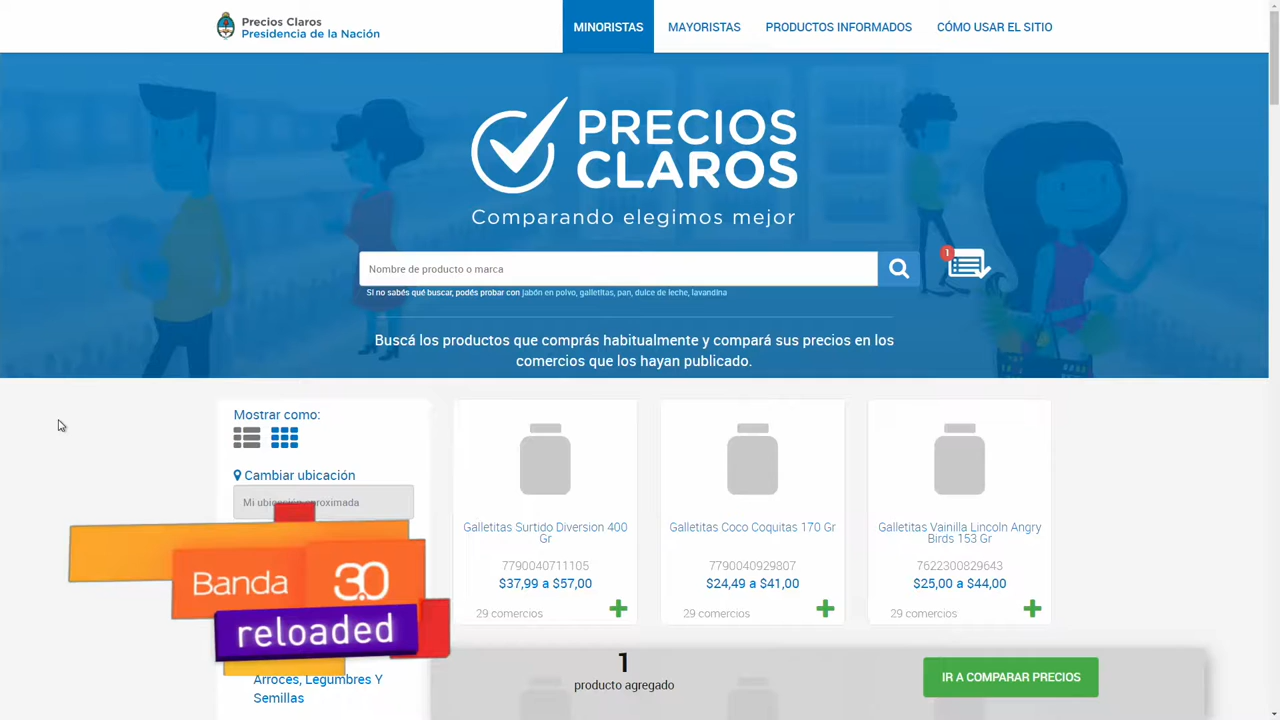 Precios Claros
Presidencia de la Nación
MINORISTAS
MAYORISTAS
PRODUCTOS INFORMADOS
CÓMO USAR EL SITIO
PRECIOS
CLAROS
Comparando elegimos mejor
Nombre de producto o marca
1
Si no sabés qué buscar, podés probar con jabón en polvo, galletitas, pan, dulce de leche, lavandina
Buscá los productos que comprás habitualmente y compará sus precios en los
comercios que los hayan publicado.
Mostrar como:
Cambiar ubicación
Mi ubicación aproximada
Galletitas Surtido Diversion 400
Gr
7790040711105
$37,99 a $57,00
29 comercios
Galletitas Coco Coquitas 170 Gr
7790040929807
$24,49 a $41,00
29 comercios
Galletitas Vainilla Lincoln Angry
Birds 153 Gr
7622300829643
$25,00 a $44,00
29 comercios
Banda 3.0
reloaded
Arroces, Legumbres Y
Semillas
1
producto agregado
IR A COMPARAR PRECIOS